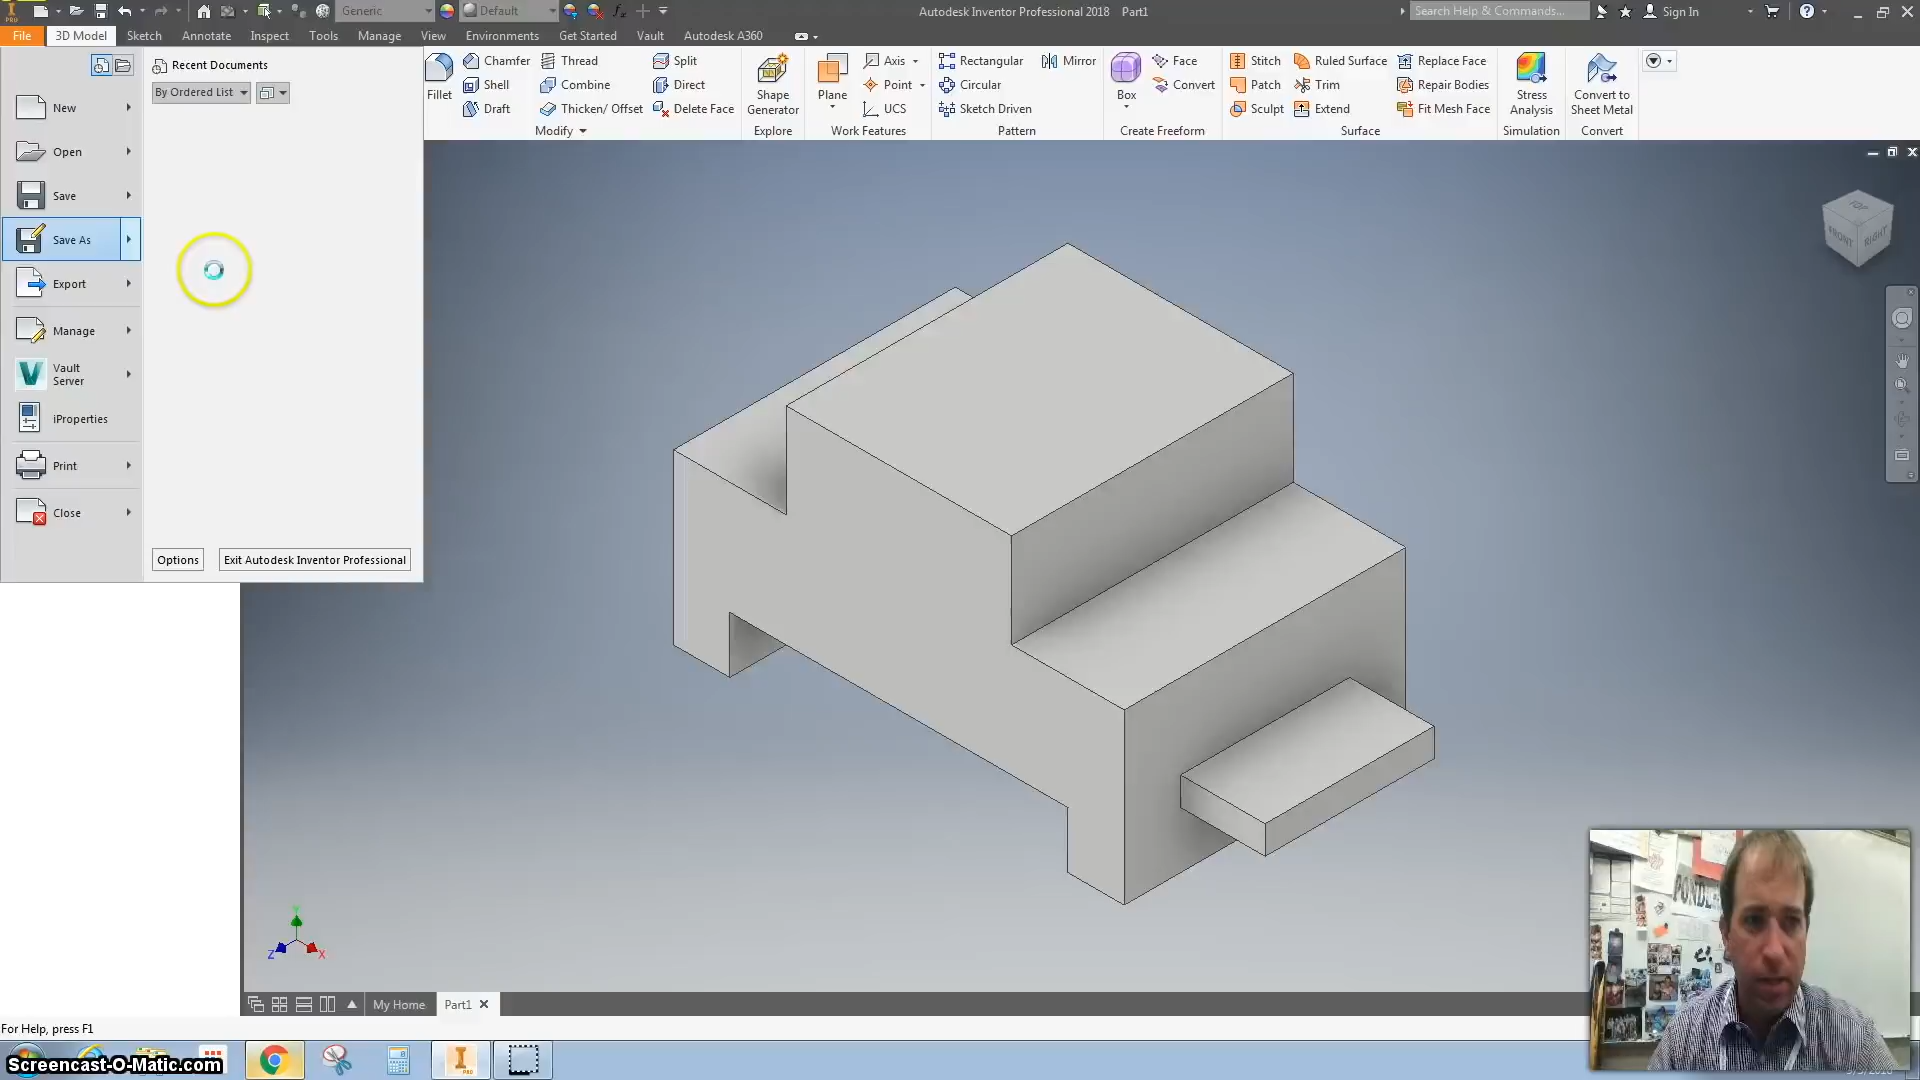 Generic
Default
Autodesk Inventor Professional 2018 Part1
Search Help & Commands...
Sign In
PRO
File
3D Model
Sketch
Annotate
Inspect
Tools
Manage
View
Environments
Get Started
Vault
Autodesk A360
Recent Documents
By Ordered List
New
Open
Save
Save As
Export
Manage
Vault
Server
iProperties
Print
Close
Options
Exit Autodesk Inventor Professional
Fillet
Chamfer
Shell
Draft
Thread
Combine
Thicken/ Offset
Split
Direct
Delete Face
Modify
Shape
Generator
Explore
Plane
Axis
Point
UCS
Work Features
Rectangular
Circular
Sketch Driven
Mirror
Pattern
Box
Face
Convert
Create Freeform
Stitch
Patch
Sculpt
Ruled Surface
Trim
Extend
Replace Face
Repair Bodies
Fit Mesh Face
Surface
Stress
Analysis
Simulation
Convert to
Sheet Metal
Convert
TOP
FRONT
RIGHT
Y
Z
X
My Home
Part1
For Help, press F1
PRO
Screencast-O-Matic.com